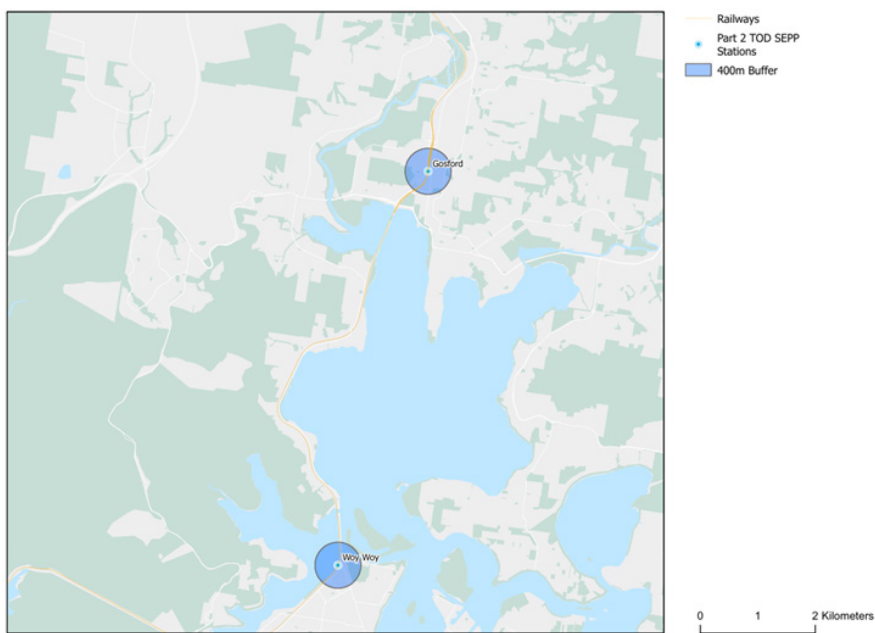 Railways
Part 2 TOD SEPP
Stations
400m Buffer
Gosford
Woy Woy
0 1 2 Kilometers